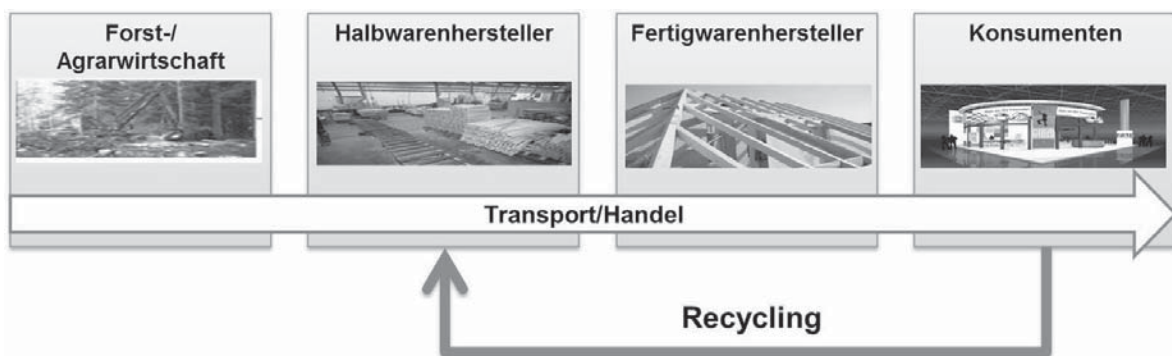 Forst-/
Agrarwirtschaft
Halbwarenhersteller
Fertigwarenhersteller
Konsumenten
Transport/Handel
Recycling